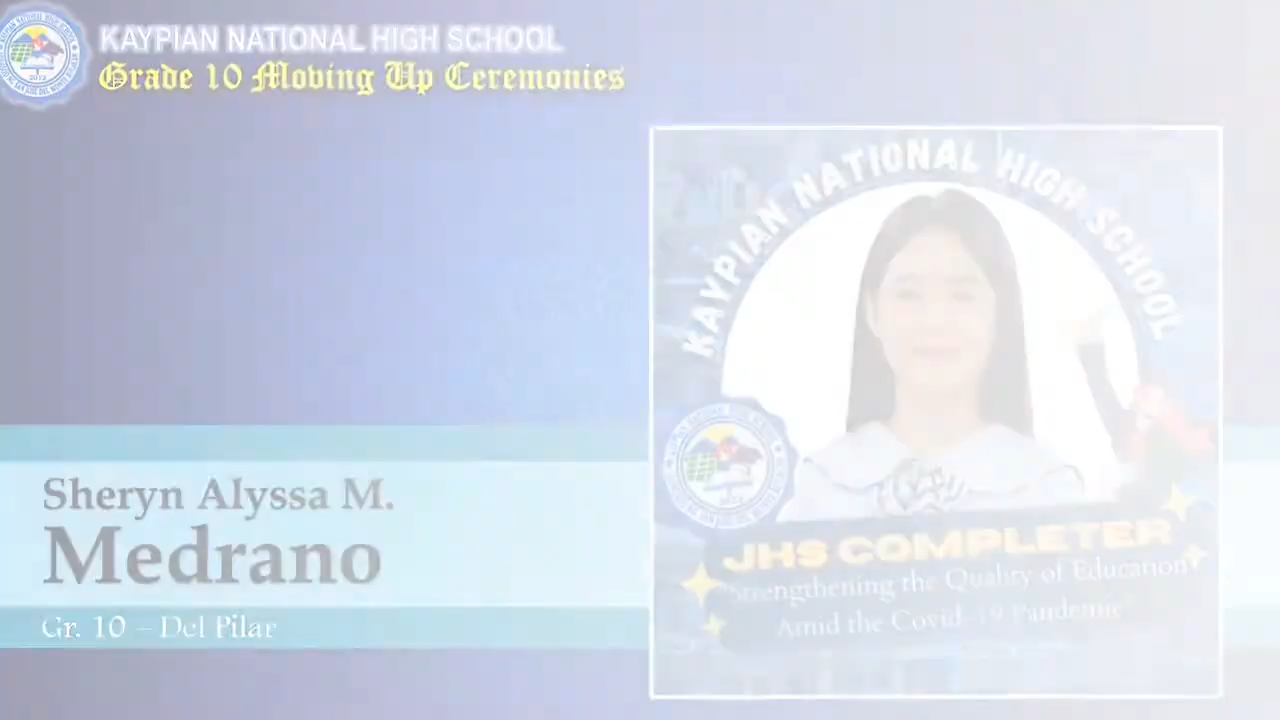 KAYPIAN NATIONAL HIGH SCHOOL
Grade 10 Moving Up Ceremonies
KAYPIAN NATIONAL HIGH SCHOOL
Sheryn Alyssa M.
Medrano
Gr. 10 – Del Pilar
JHS COMPLETER
Strengthening the Quality of Education
Amid the Covid-19 Pandemic